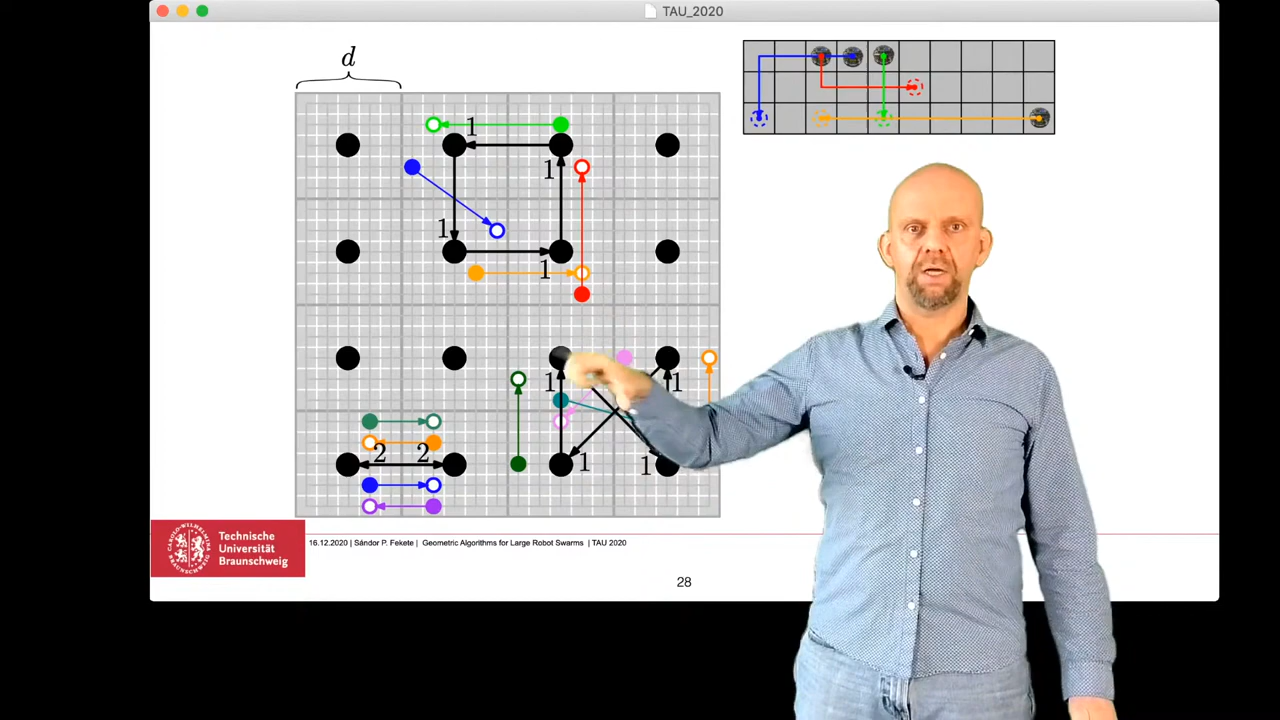 TAU_2020
d
1
1
1
1
1
1
2
2
1
1
Technische
Universität
Braunschweig
16.12.2020 | Sándor P. Fekete | Geometric Algorithms for Large Robot Swarms | TAU 2020
28